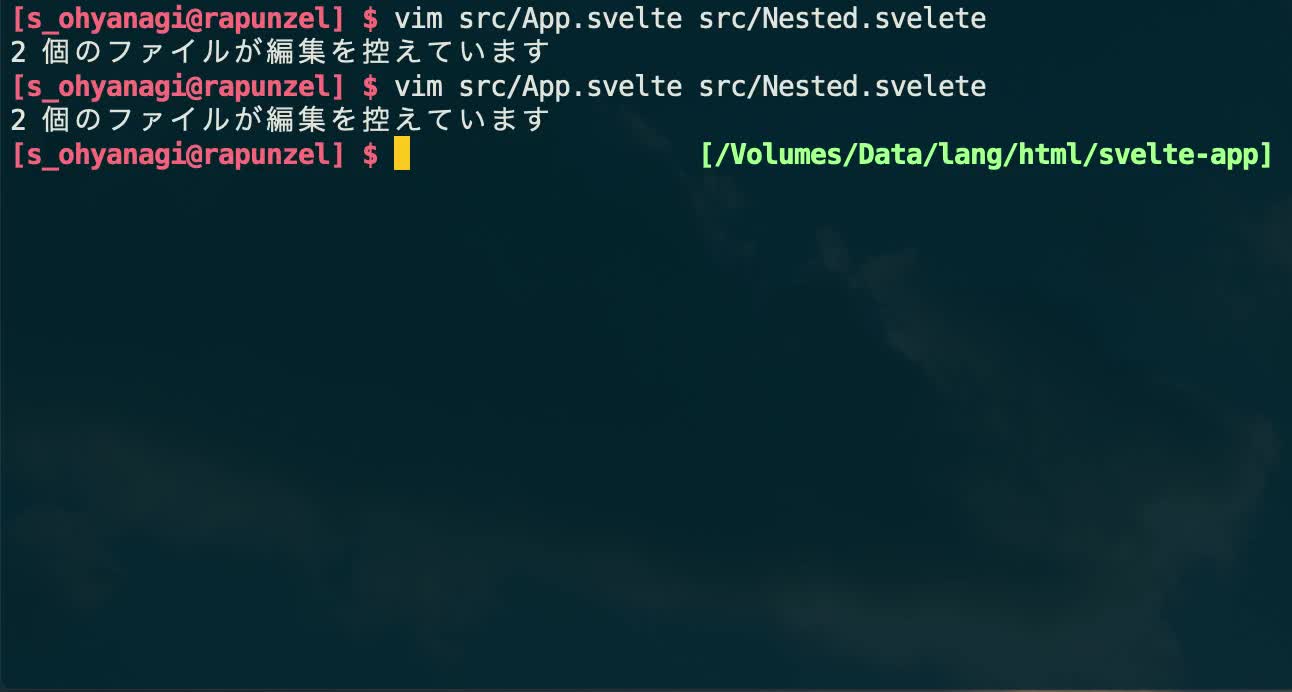 [s_ohyanagi@rapunzel] $ vim src/App.svelte src/Nested.svelete
2 個のファイルが編集を控えています
[s_ohyanagi@rapunzel] $ vim src/App.svelte src/Nested.svelete
2 個のファイルが編集を控えています
[s_ohyanagi@rapunzel] $ [/Volumes/Data/lang/html/svelte-app]